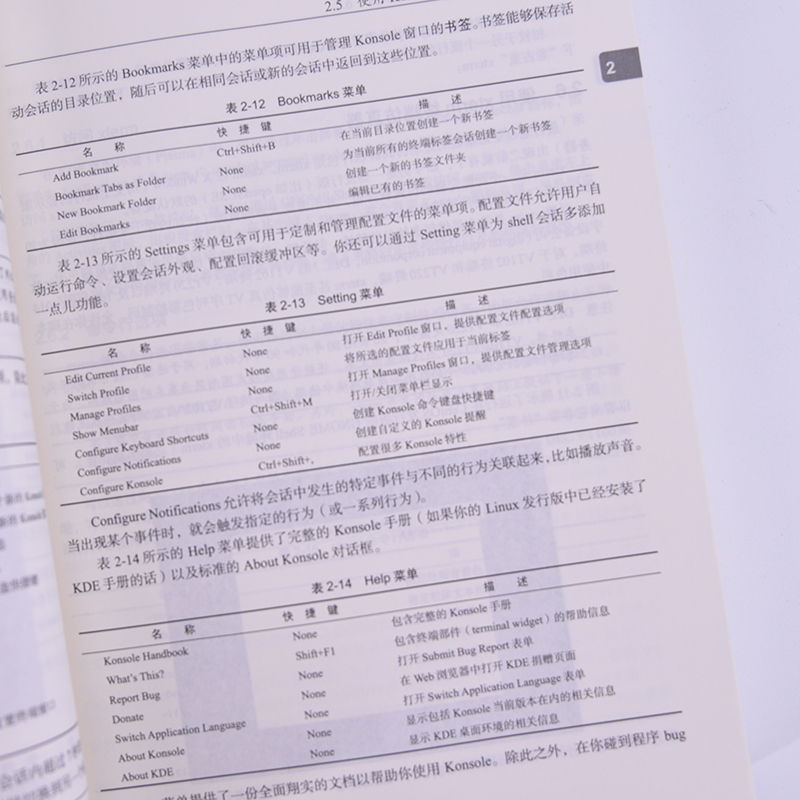 2.5 使用
2
表 2-12 所示的 Bookmarks 菜单中的菜单项可用于管理 Konsole 窗口的书签。书签能够保存活
动会话的目录位置，随后可以在相同会话或新的会话中返回到这些位置。
表 2-12 Bookmarks 菜单
名 称 快 捷 键 描 述
Add Bookmark Ctrl+Shift+B 在当前目录位置创建一个新书签
Bookmark Tabs as Folder None 为当前所有的终端标签会话创建一个新书签
New Bookmark Folder None 创建一个新的书签文件夹
Edit Bookmarks None 编辑已有的书签
表 2-13 所示的 Settings 菜单包含可用于定制和管理配置文件的菜单项。配置文件允许用户自
动运行命令、设置会话外观、配置回滚缓冲区等。你还可以通过 Setting 菜单为 shell 会话多添加
一点儿功能。
表 2-13 Setting 菜单
名 称 快 捷 键 描 述
Edit Current Profile None 打开 Edit Profile 窗口，提供配置文件配置选项
Switch Profile None 将所选的配置文件应用于当前标签
Manage Profiles None 打开 Manage Profiles 窗口，提供配置文件管理选项
Show Menubar Ctrl+Shift+M 打开/关闭菜单栏显示
Configure Keyboard Shortcuts None 创建 Konsole 命令键盘快捷键
Configure Notifications None 创建自定义的 Konsole 提醒
Configure Konsole Ctrl+Shift+, 配置很多 Konsole 特性
Configure Notifications 允许将会话中发生的特定事件与不同的行为关联起来，比如播放声音。
当出现某个事件时，就会触发指定的行为（或一系列行为）。
表 2-14 所示的 Help 菜单提供了完整的 Konsole 手册（如果你的 Linux 发行版中已经安装了
KDE 手册的话）以及标准的 About Konsole 对话框。
表 2-14 Help 菜单
名 称 快 捷 键 描 述
Konsole Handbook None 包含完整的 Konsole 手册
What's This? Shift+F1 包含终端部件（terminal widget）的帮助信息
Report Bug None 打开 Submit Bug Report 表单
Donate None 在 Web 浏览器中打开 KDE 捐赠页面
Switch Application Language None 打开 Switch Application Language 表单
About Konsole None 显示包括 Konsole 当前版本在内的相关信息
About KDE None 显示 KDE 桌面环境的相关信息
菜单提供了一份全面翔实的文档以帮助你使用 Konsole。除此之外，在你碰到程序 bug